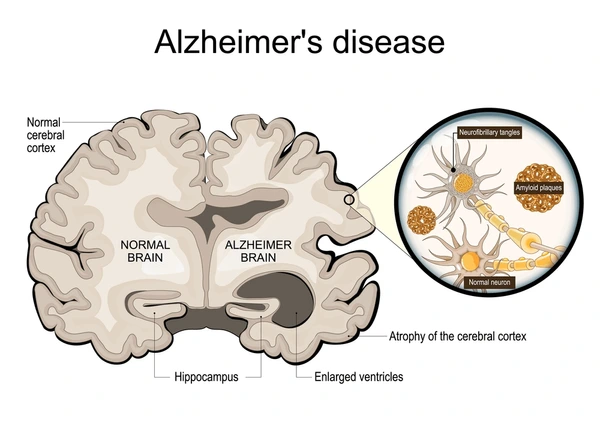 Alzheimer's disease
Normal
cerebral
cortex
Neurofibrillary tangles
Amyloid plaques
NORMAL
BRAIN
ALZHEIMER
BRAIN
Normal neuron
Atrophy of the cerebral cortex
Hippocampus
Enlarged ventricles